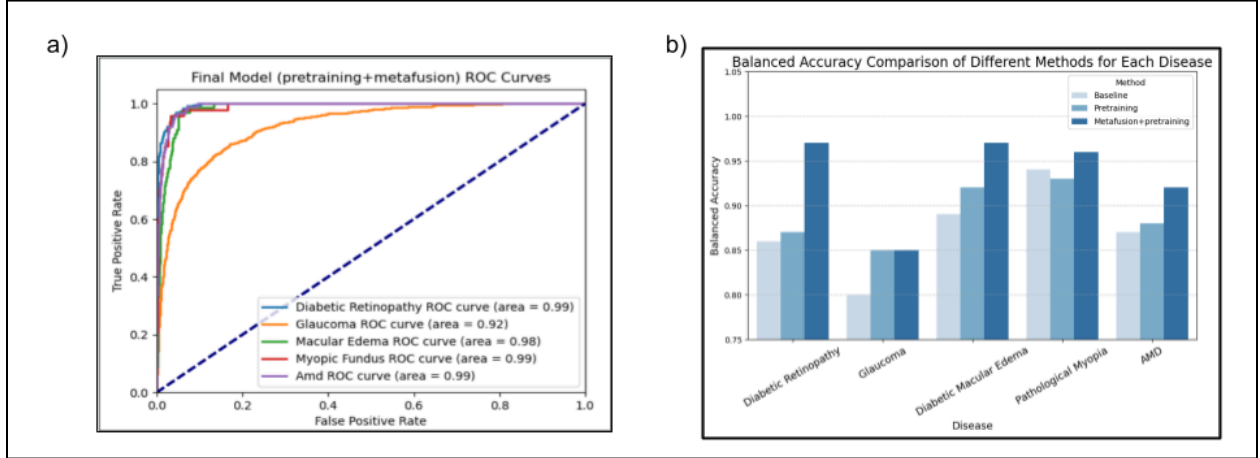 a)
Final Model (pretraining+metafusion) ROC Curves
True Positive Rate
1.0
0.8
0.6
0.4
0.2
0.0
Diabetic Retinopathy ROC curve (area = 0.99)
Glaucoma ROC curve (area = 0.92)
Macular Edema ROC curve (area = 0.98)
Myopic Fundus ROC curve (area = 0.99)
Amd ROC curve (area = 0.99)
0.0 0.2 0.4 0.6 0.8 1.0
False Positive Rate
b)
Balanced Accuracy Comparison of Different Methods for Each Disease
Balanced Accuracy
1.05
1.00
0.95
0.90
0.85
0.80
0.75
Method
Baseline
Pretraining
Metafusion+pretraining
Diabetic Retinopathy
Glaucoma
Diabetic Macular Edema
Pathological Myopia
AMD
Disease